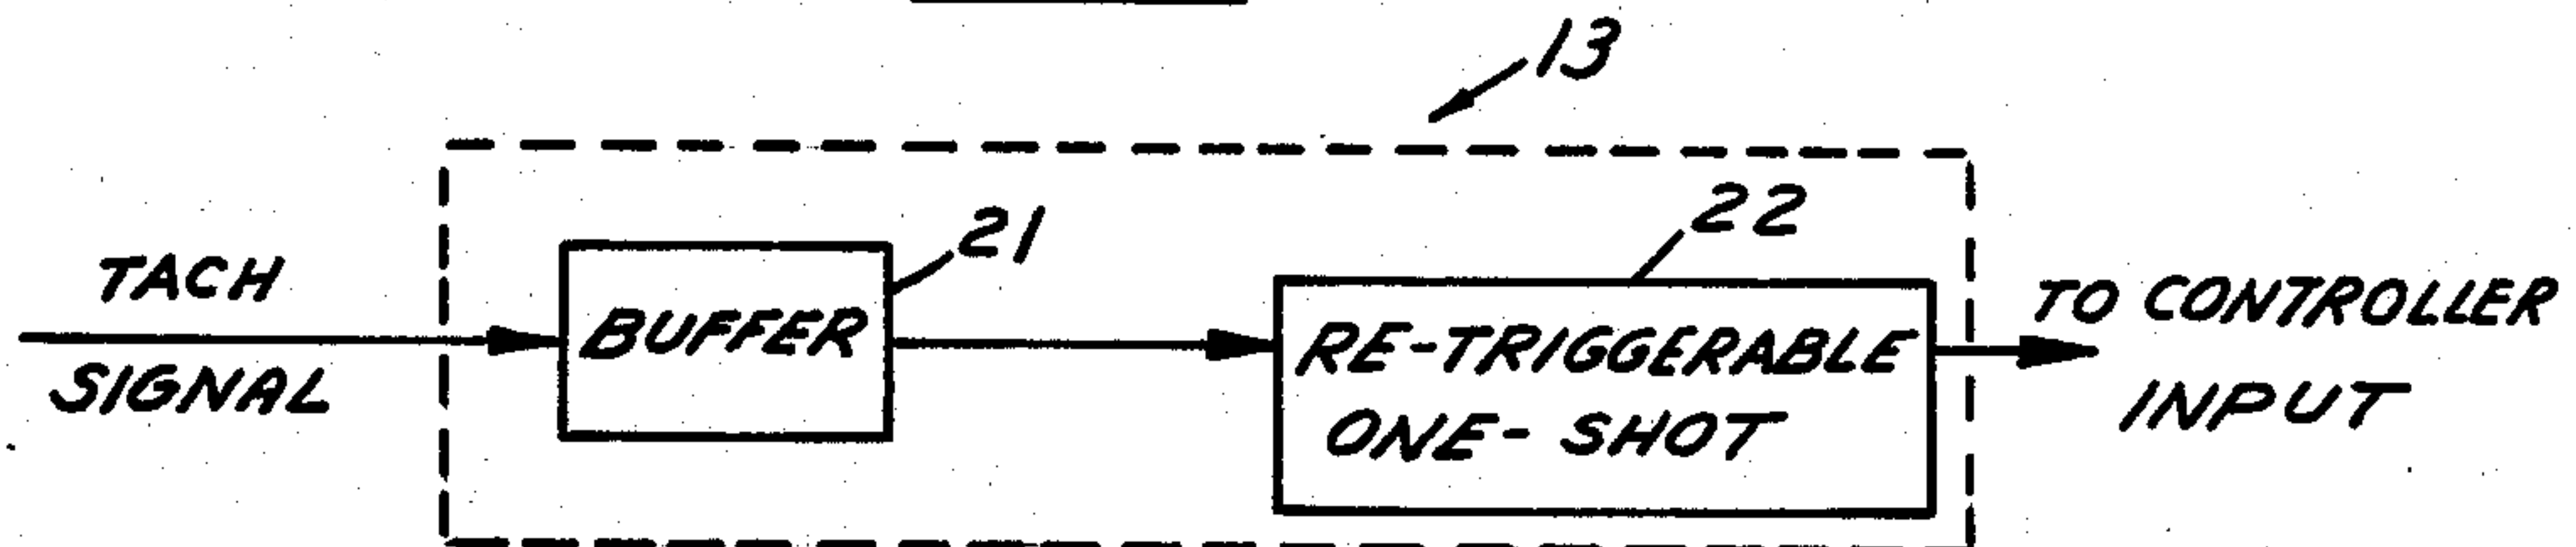 13
21
22
TACH
SIGNAL
BUFFER
RE-TRIGGERABLE
ONE-SHOT
TO CONTROLLER
INPUT